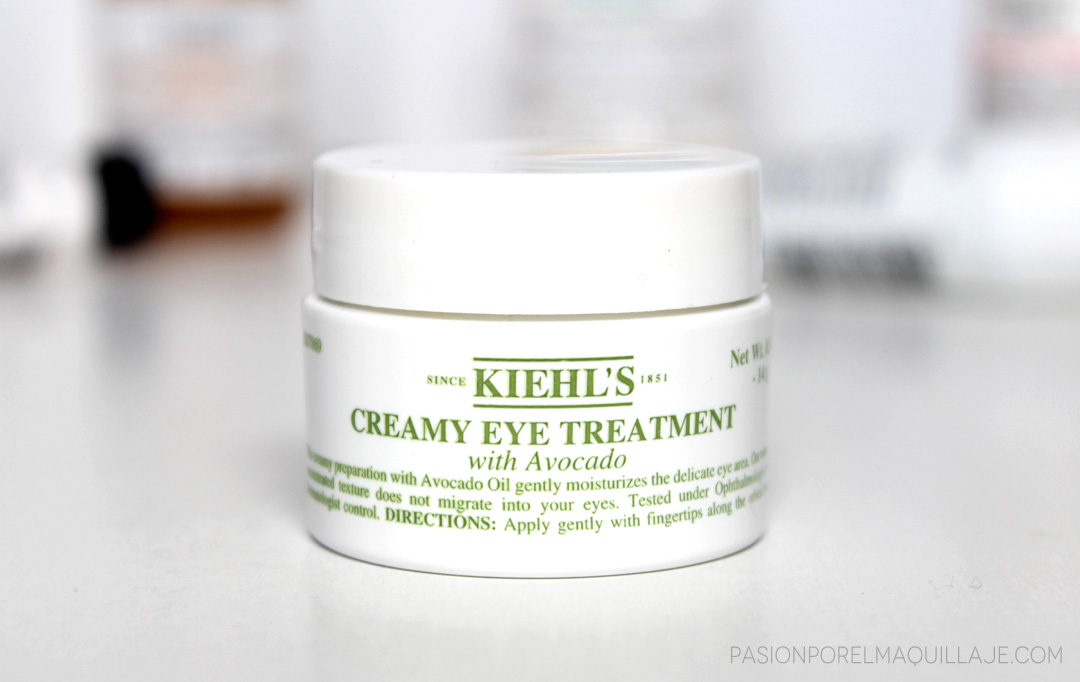 SINCE KIEHL'S 1851
Net Wt.
CREAMY EYE TREATMENT
with Avocado
preparation with Avocado Oil gently moisturizes the delicate eye area.
texture does not migrate into your eyes. Tested under
control. DIRECTIONS: Apply gently with fingertips along the
PASIONPORELMAQUILLAJE.COM